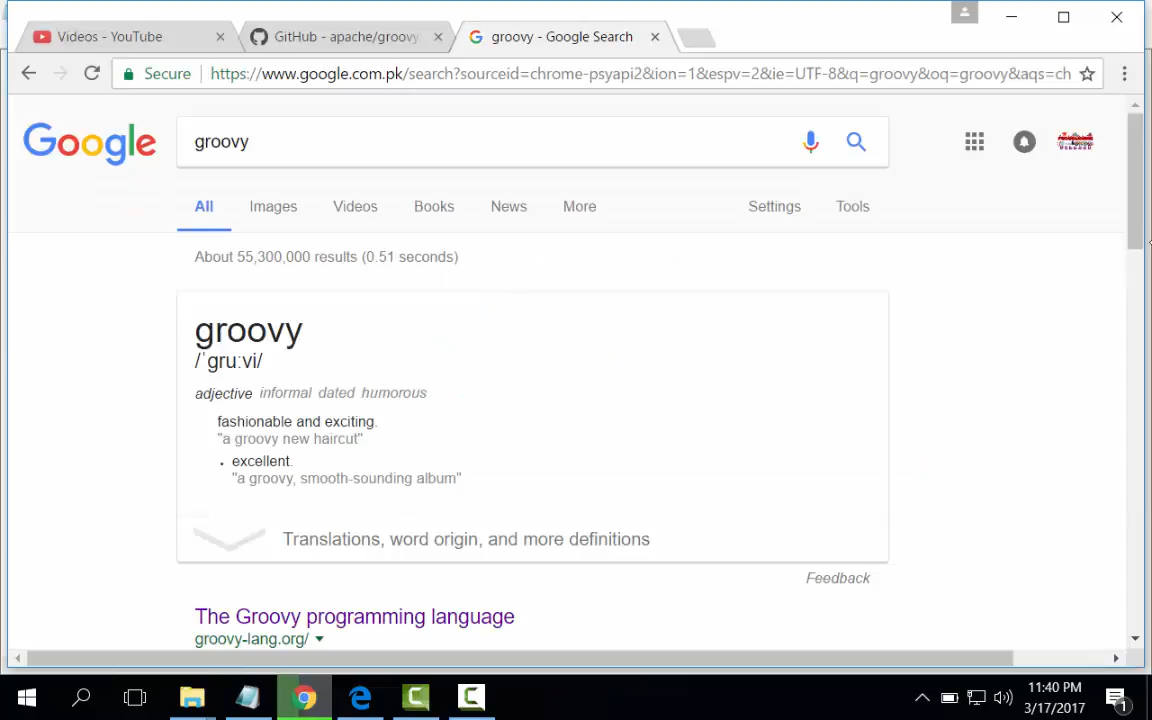 Videos - YouTube
GitHub - apache/groovy
groovy - Google Search
Secure
https://www.google.com.pk/search?sourceid=chrome-psyapi2&ion=1&espv=2&ie=UTF-8&q=groovy&oq=groovy&aqs=ch
Google
groovy
All Images Videos Books News More Settings Tools
About 55,300,000 results (0.51 seconds)
groovy
/ˈɡruːvi/
adjective informal dated humorous
fashionable and exciting.
"a groovy new haircut"
• excellent.
"a groovy, smooth-sounding album"
Translations, word origin, and more definitions
Feedback
The Groovy programming language
groovy-lang.org/
11:40 PM
3/17/2017
1